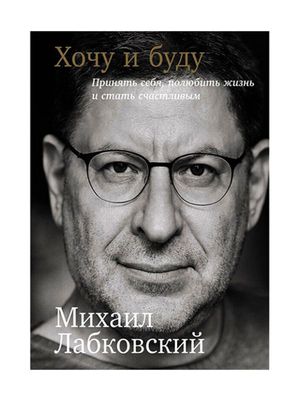 Хочу и буду
Принять себя, полюбить жизнь
и стать счастливым
Михаил
Лабковский